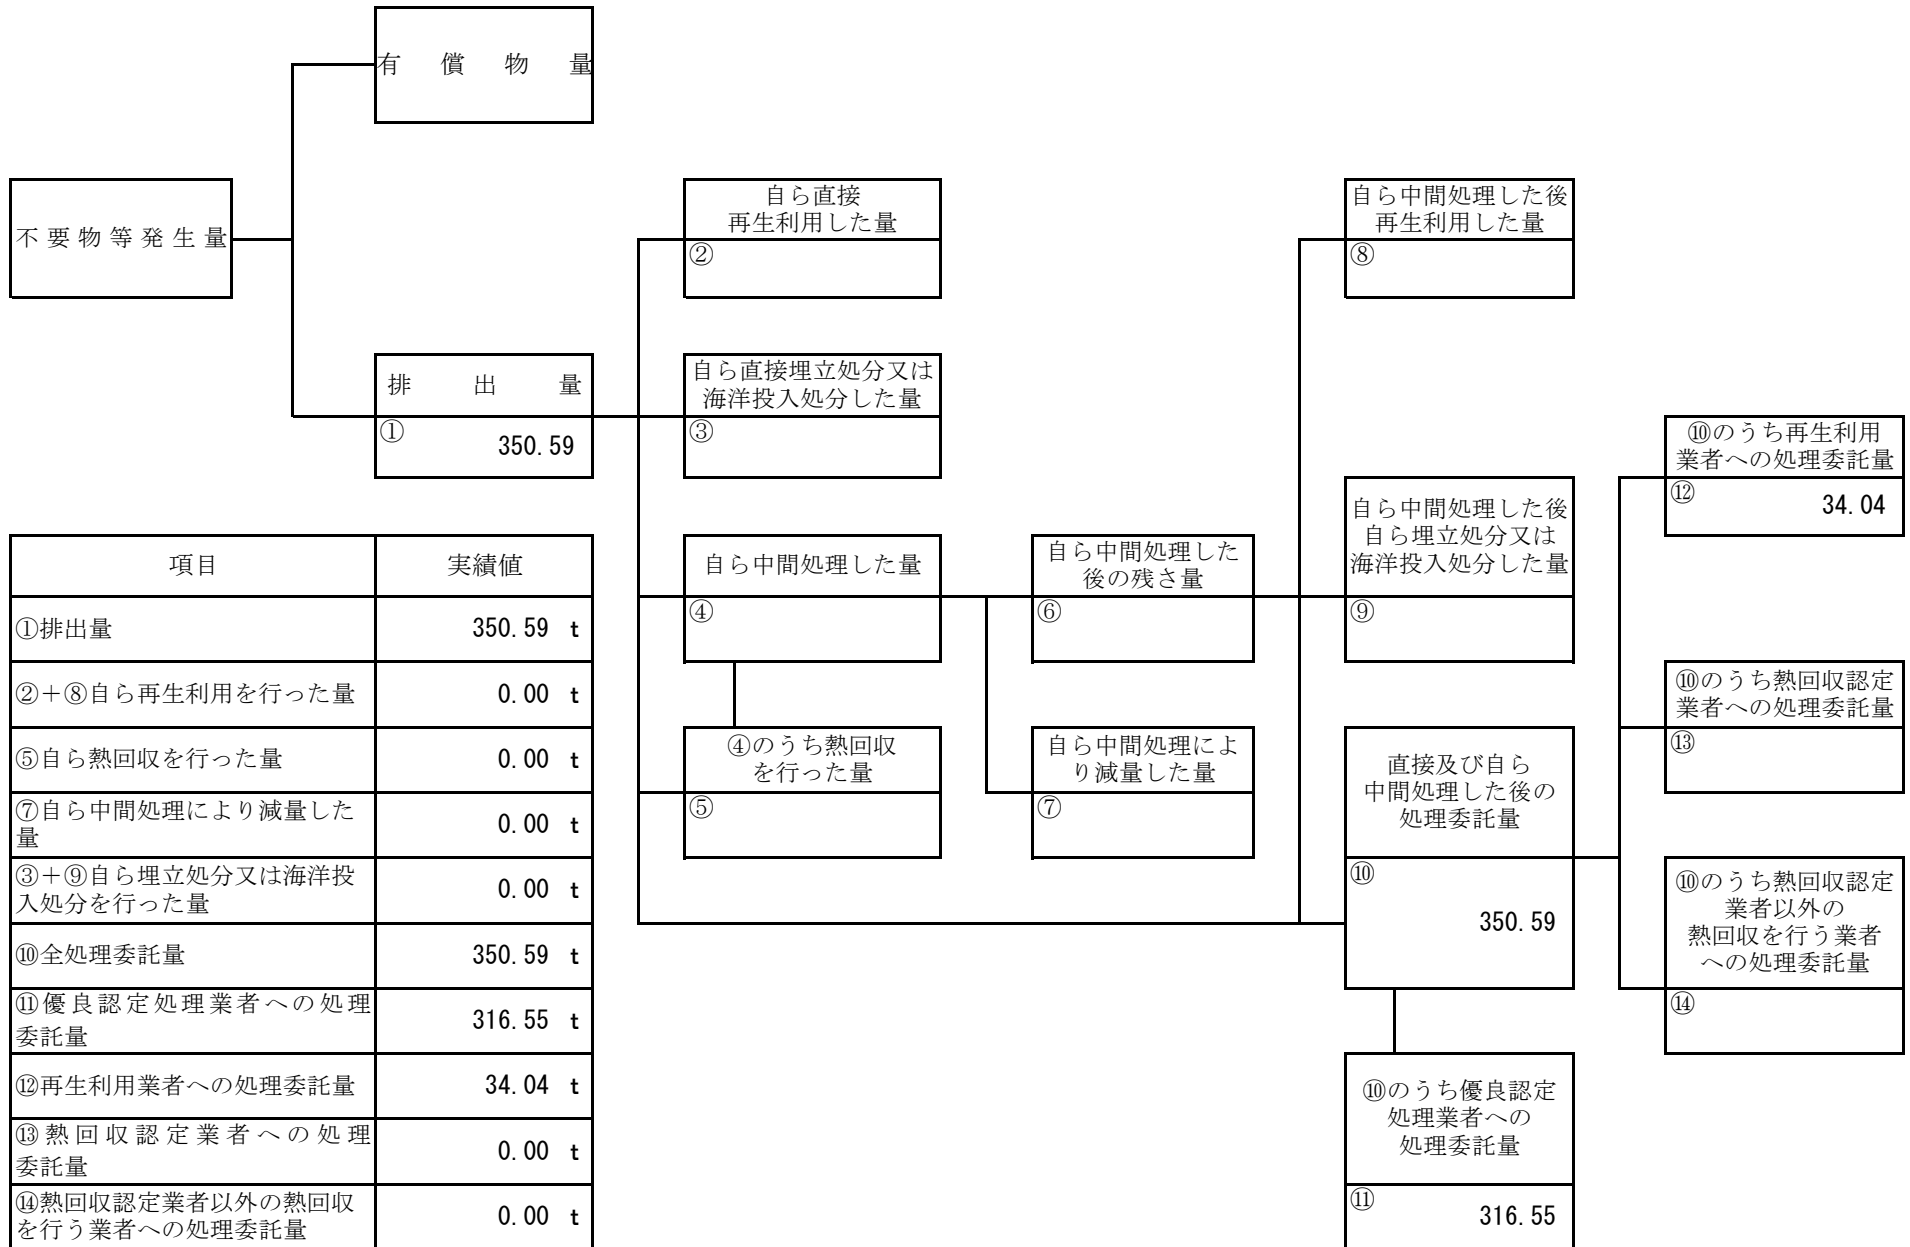 有償物量
不要物等発生量
排出量
①
350.59
自ら直接
再生利用した量
②
自ら直接埋立処分又は
海洋投入処分した量
③
自ら中間処理した量
④
④のうち熱回収
を行った量
⑤
自ら中間処理した
後の残さ量
⑥
自ら中間処理によ
り減量した量
⑦
自ら中間処理した後
再生利用した量
⑧
自ら中間処理した後
自ら埋立処分又は
海洋投入処分した量
⑨
直接及び自ら
中間処理した後の
処理委託量
⑩
350.59
⑩のうち優良認定
処理業者への
処理委託量
⑪
316.55
⑩のうち再生利用
業者への処理委託量
⑫
34.04
⑩のうち熱回収認定
業者への処理委託量
⑬
⑩のうち熱回収認定
業者以外の
熱回収を行う業者
への処理委託量
⑭
項目 実績値
①排出量 350.59 t
②＋⑧自ら再生利用を行った量 0.00 t
⑤自ら熱回収を行った量 0.00 t
⑦自ら中間処理により減量した
量 0.00 t
③＋⑨自ら埋立処分又は海洋投
入処分を行った量 0.00 t
⑩全処理委託量 350.59 t
⑪優良認定処理業者への処理
委託量 316.55 t
⑫再生利用業者への処理委託量 34.04 t
⑬熱回収認定業者への処理
委託量 0.00 t
⑭熱回収認定業者以外の熱回収
を行う業者への処理委託量 0.00 t